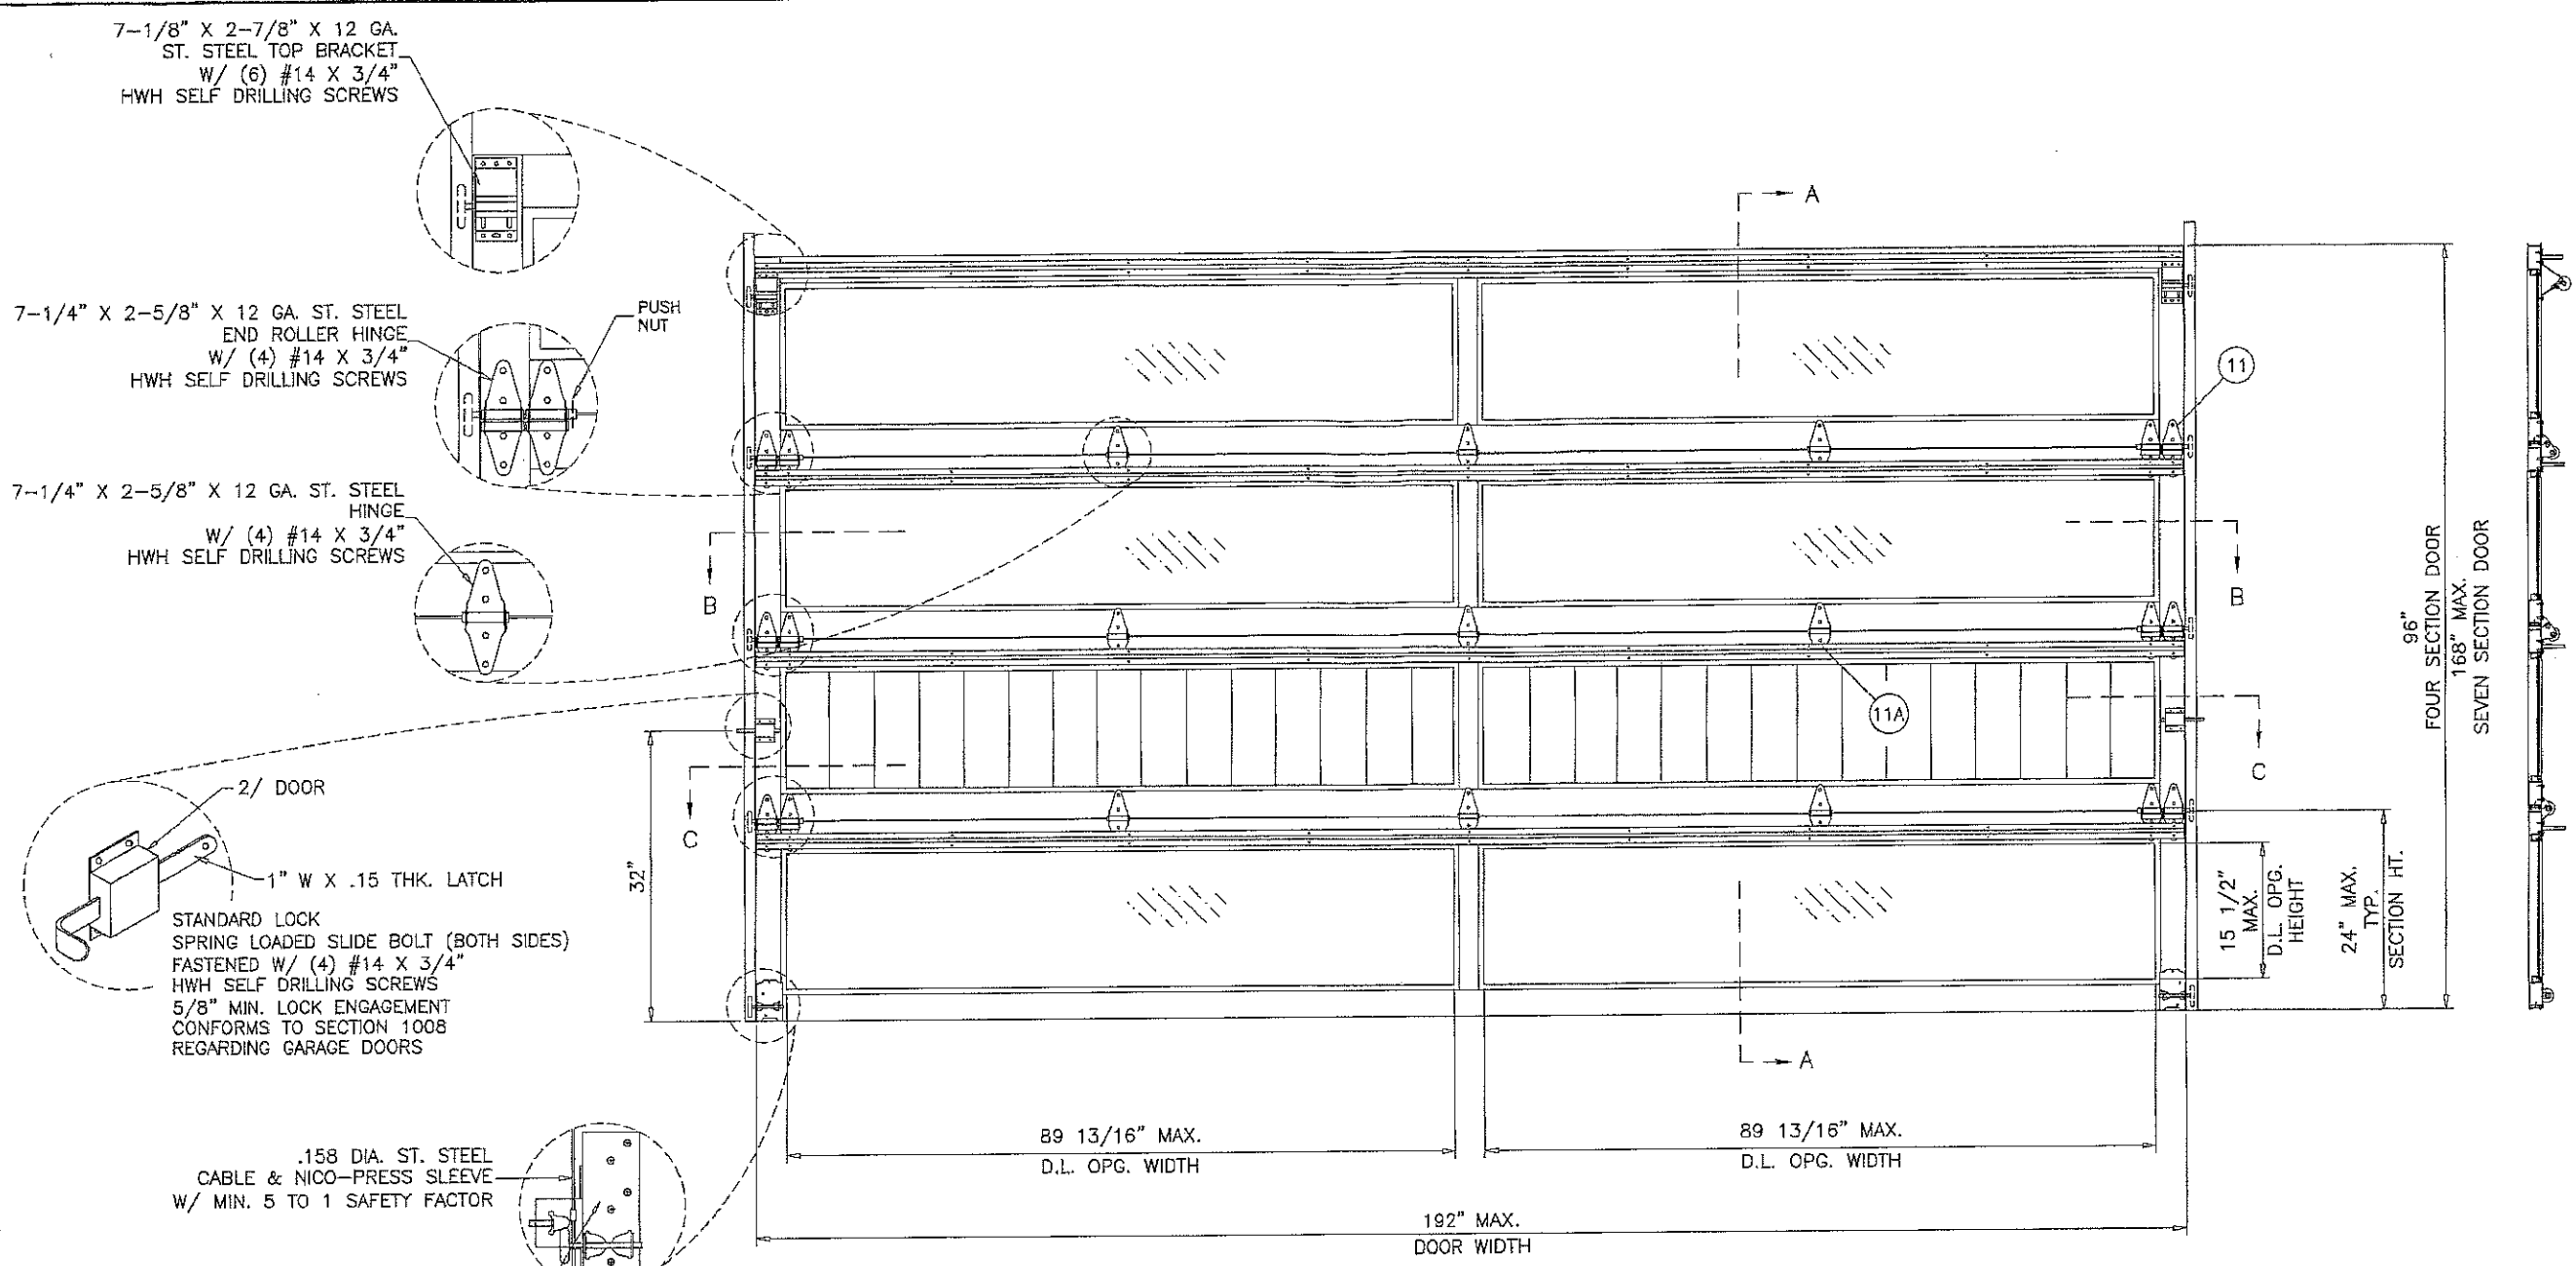 7-1/8" X 2-7/8" X 12 GA.
ST. STEEL TOP BRACKET
W/ (6) #14 X 3/4"
HWH SELF DRILLING SCREWS
7-1/4" X 2-5/8" X 12 GA. ST. STEEL
END ROLLER HINGE
W/ (4) #14 X 3/4"
HWH SELF DRILLING SCREWS
PUSH
NUT
7-1/4" X 2-5/8" X 12 GA. ST. STEEL
HINGE
W/ (4) #14 X 3/4"
HWH SELF DRILLING SCREWS
2/ DOOR
1" W X .15 THK. LATCH
STANDARD LOCK
SPRING LOADED SLIDE BOLT (BOTH SIDES)
FASTENED W/ (4) #14 X 3/4"
HWH SELF DRILLING SCREWS
5/8" MIN. LOCK ENGAGEMENT
CONFORMS TO SECTION 1008
REGARDING GARAGE DOORS
.158 DIA. ST. STEEL
CABLE & NICO-PRESS SLEEVE
W/ MIN. 5 TO 1 SAFETY FACTOR
A
11
B
B
11A
C
C
32"
A
15 1/2"
MAX.
D.L. OPG.
HEIGHT
24" MAX.
TYP.
SECTION HT.
96"
FOUR SECTION DOOR
168" MAX.
SEVEN SECTION DOOR
89 13/16" MAX.
D.L. OPG. WIDTH
89 13/16" MAX.
D.L. OPG. WIDTH
192" MAX.
DOOR WIDTH